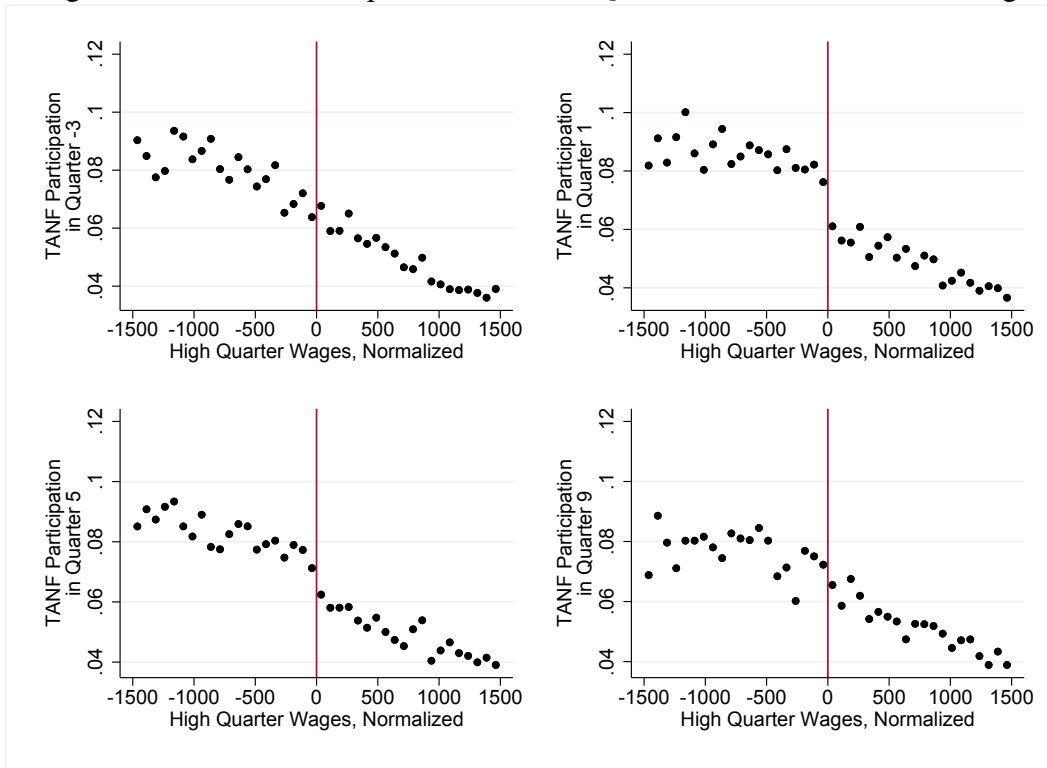 .12
.1
.08
.06
.04
TANF Participation
in Quarter -3
-1500 -1000 -500 0 500 1000 1500
High Quarter Wages, Normalized
.12
.1
.08
.06
.04
TANF Participation
in Quarter 1
-1500 -1000 -500 0 500 1000 1500
High Quarter Wages, Normalized
.12
.1
.08
.06
.04
TANF Participation
in Quarter 5
-1500 -1000 -500 0 500 1000 1500
High Quarter Wages, Normalized
.12
.1
.08
.06
.04
TANF Participation
in Quarter 9
-1500 -1000 -500 0 500 1000 1500
High Quarter Wages, Normalized